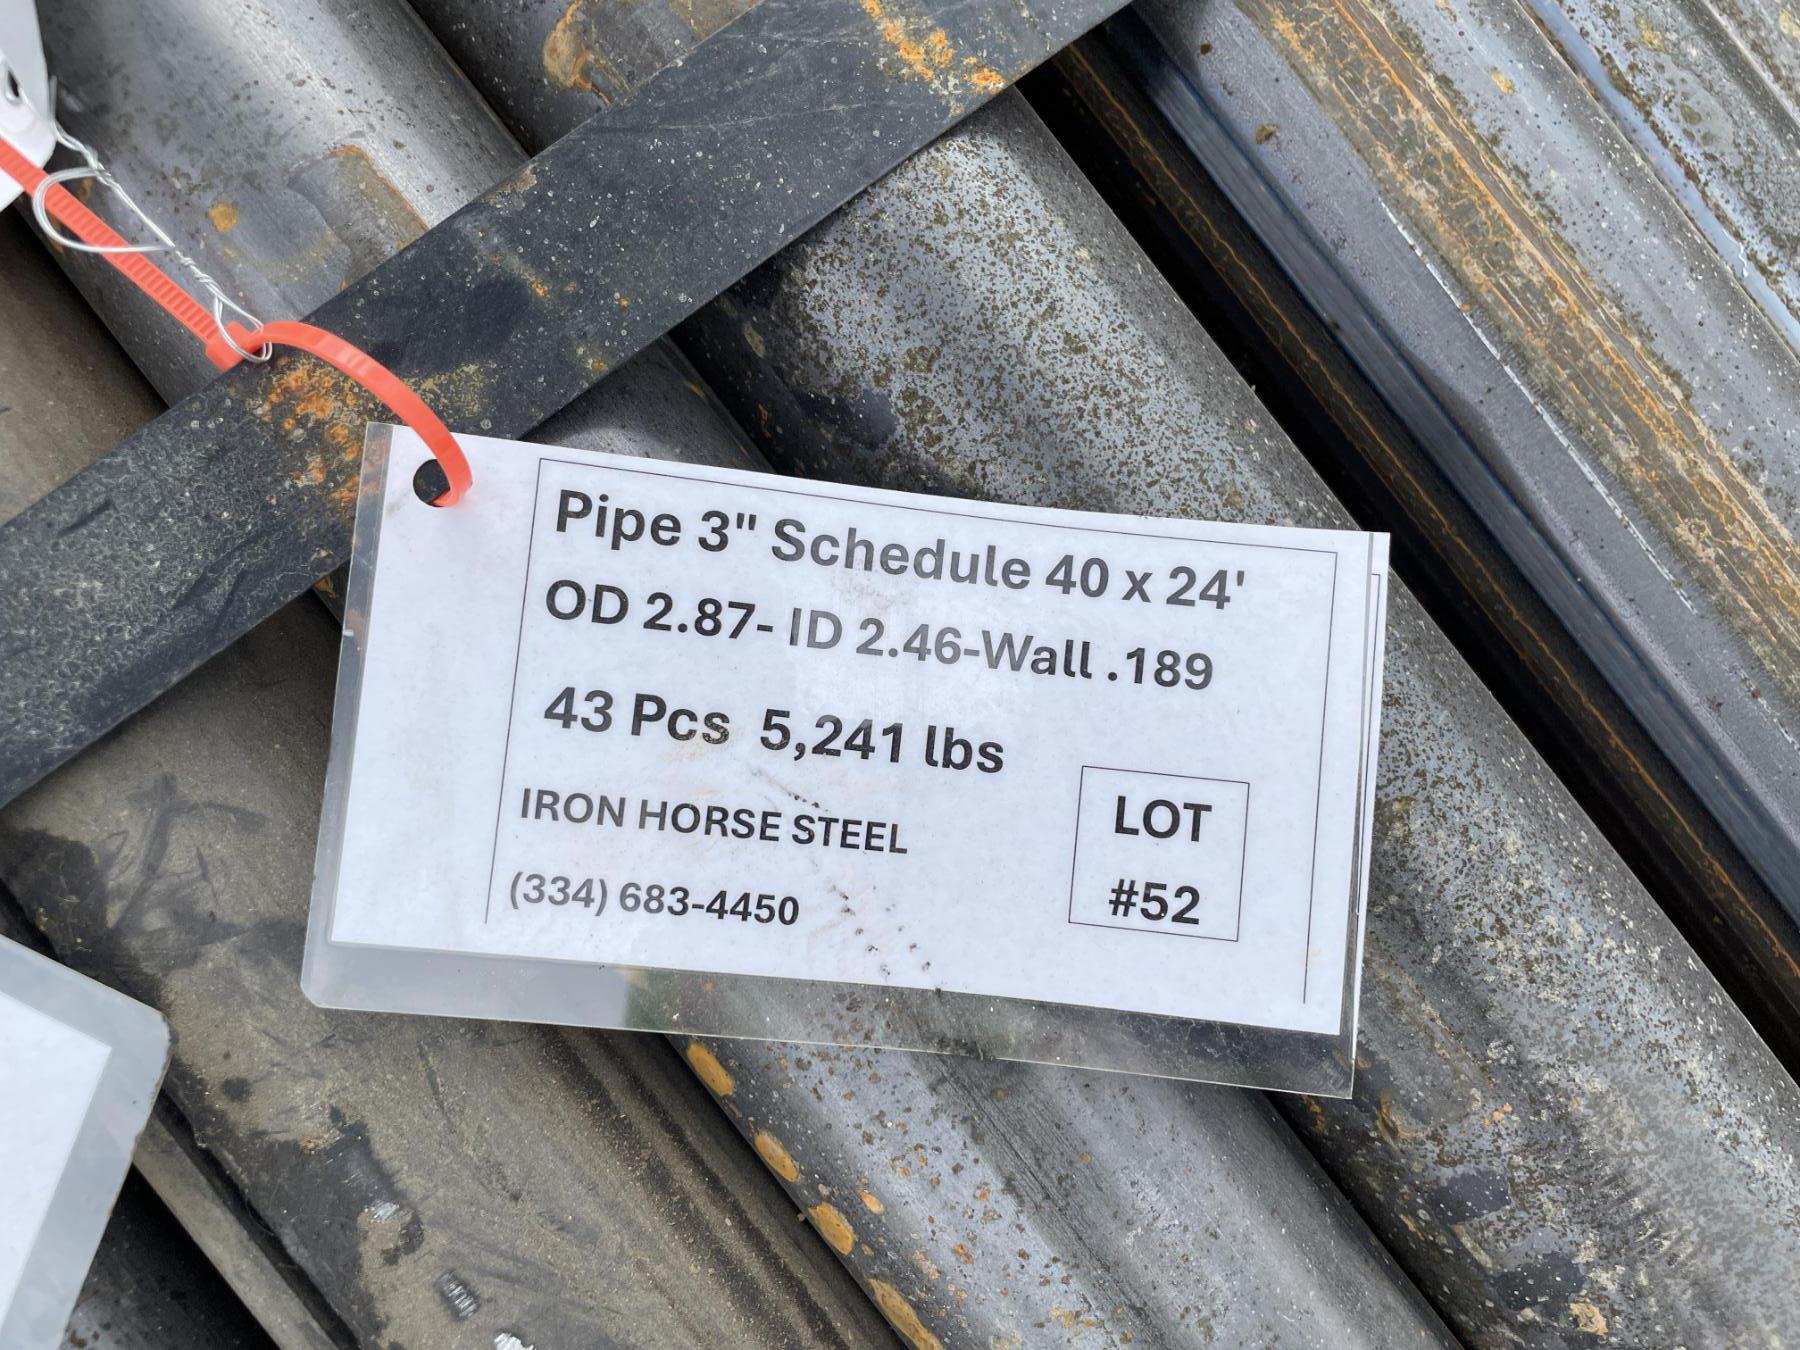 Pipe 3" Schedule 40 x 24'
OD 2.87- ID 2.46-Wall .189
43 Pcs 5,241 lbs
IRON HORSE STEEL
(334) 683-4450
LOT
#52